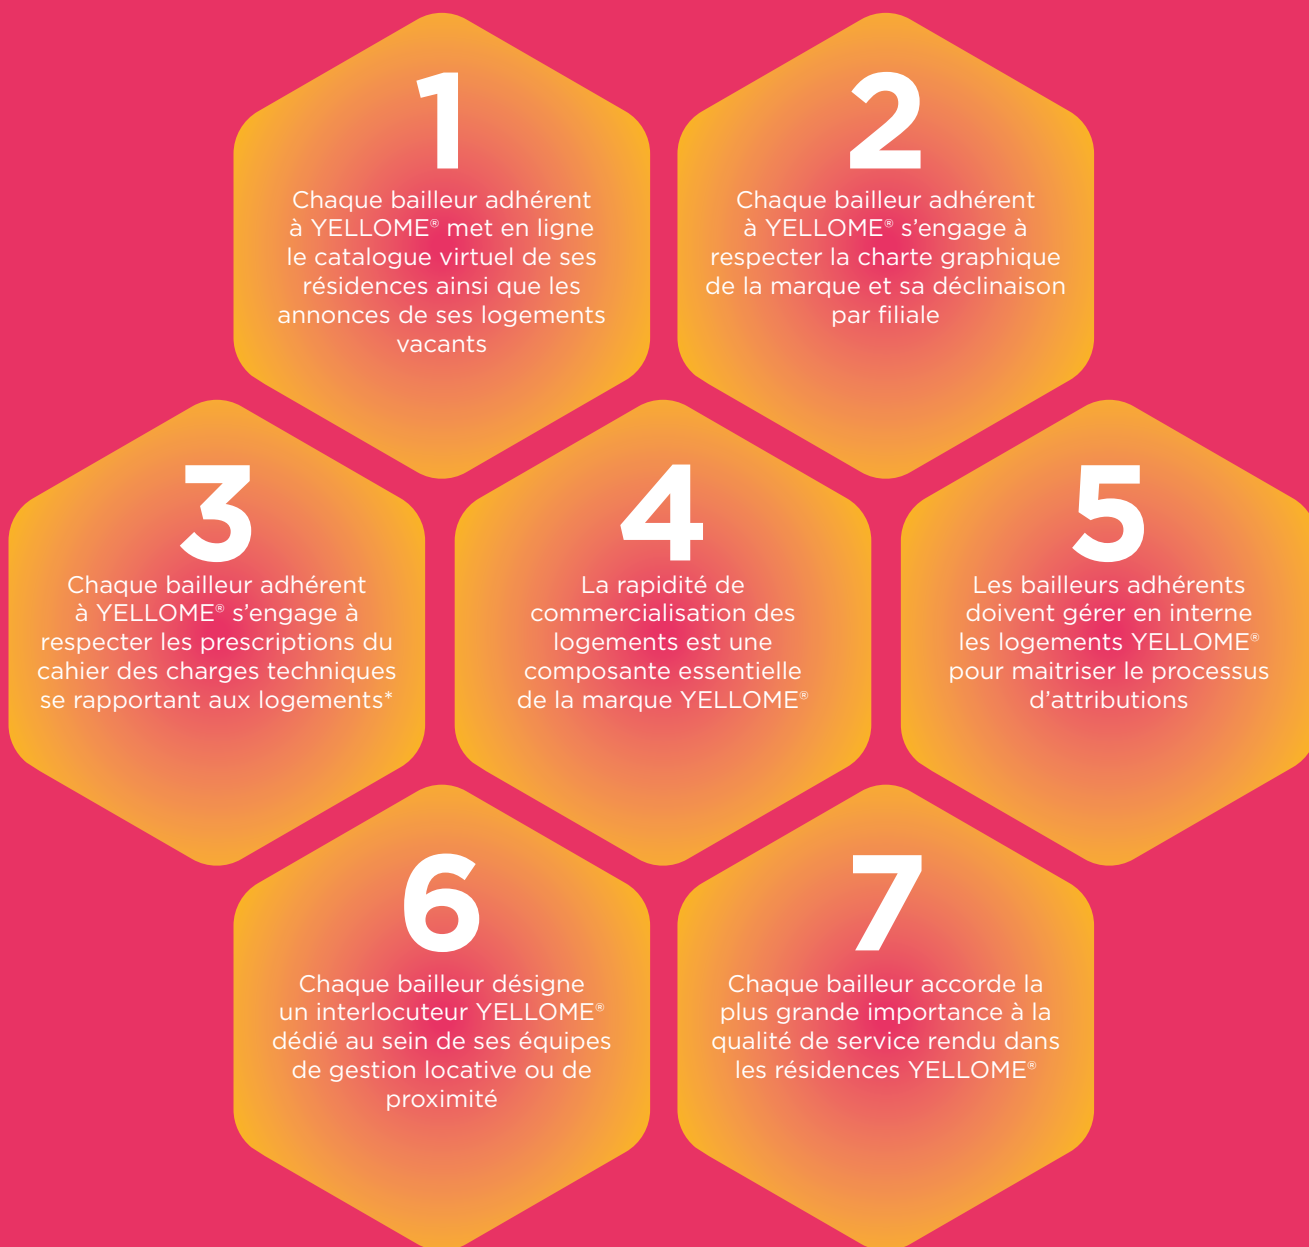 1
Chaque bailleur adhérent
à YELLOME® met en ligne
le catalogue virtuel de ses
résidences ainsi que les
annonces de ses logements
vacants
2
Chaque bailleur adhérent
à YELLOME® s’engage à
respecter la charte graphique
de la marque et sa déclinaison
par filiale
3
Chaque bailleur adhérent
à YELLOME® s’engage à
respecter les prescriptions du
cahier des charges techniques
se rapportant aux logements*
4
La rapidité de
commercialisation des
logements est une
composante essentielle
de la marque YELLOME®
5
Les bailleurs adhérents
doivent gérer en interne
les logements YELLOME®
pour maitriser le processus
d’attributions
6
Chaque bailleur désigne
un interlocuteur YELLOME®
dédié au sein de ses équipes
de gestion locative ou de
proximité
7
Chaque bailleur accorde la
plus grande importance à la
qualité de service rendu dans
les résidences YELLOME®